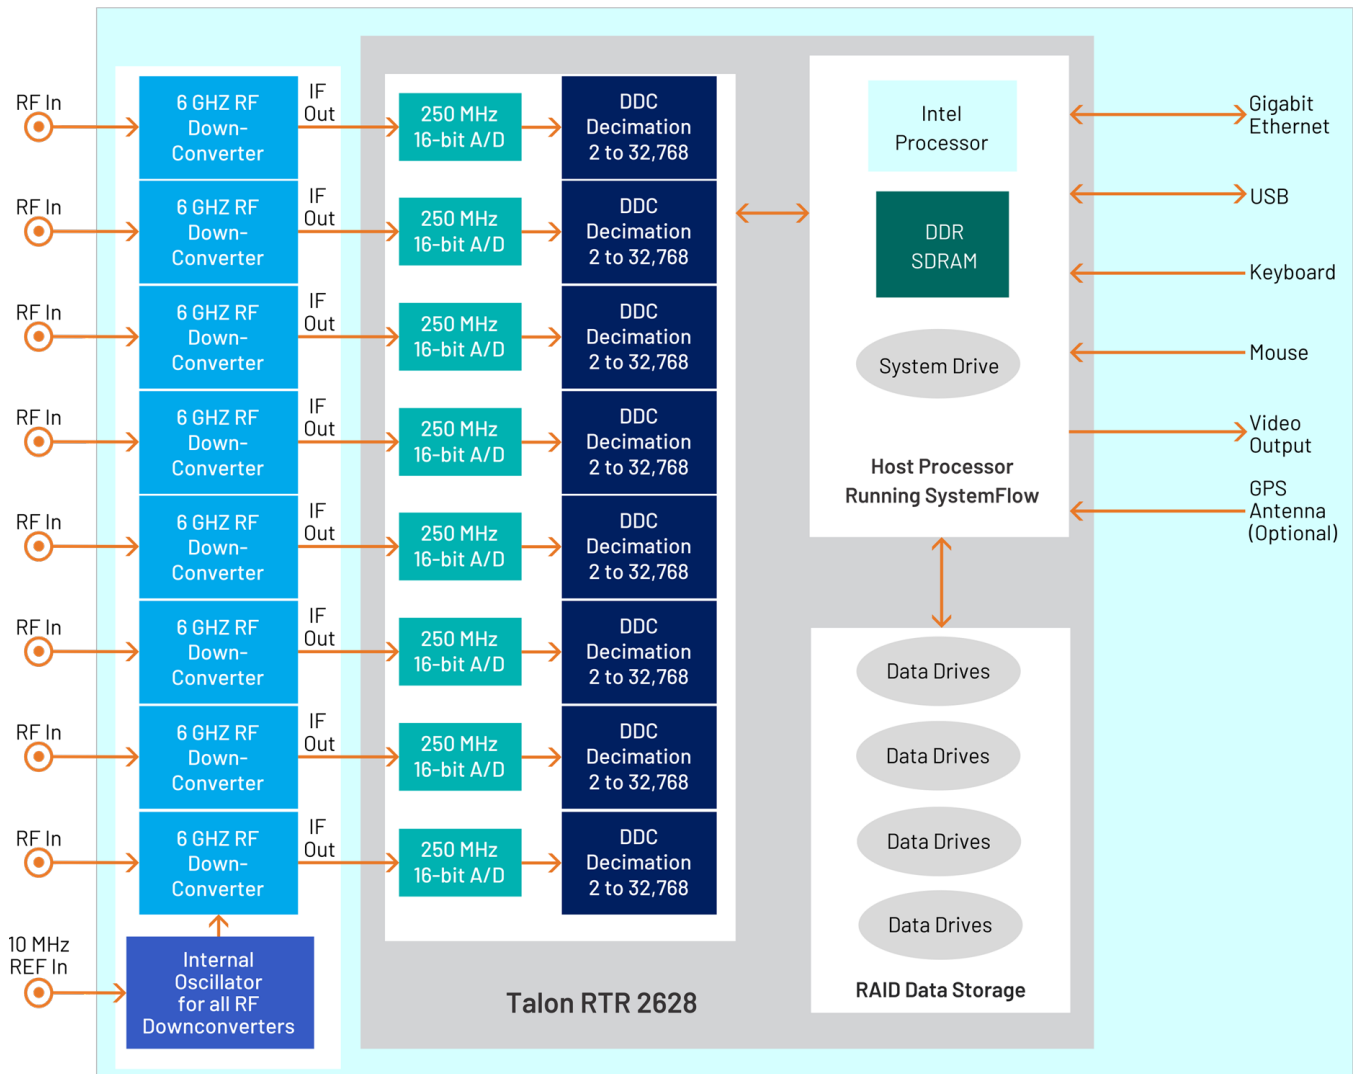 RF In
6 GHZ RF
Down-
Converter
IF
Out
250 MHz
16-bit A/D
DDC
Decimation
2 to 32,768
RF In
6 GHZ RF
Down-
Converter
IF
Out
250 MHz
16-bit A/D
DDC
Decimation
2 to 32,768
RF In
6 GHZ RF
Down-
Converter
IF
Out
250 MHz
16-bit A/D
DDC
Decimation
2 to 32,768
RF In
6 GHZ RF
Down-
Converter
IF
Out
250 MHz
16-bit A/D
DDC
Decimation
2 to 32,768
RF In
6 GHZ RF
Down-
Converter
IF
Out
250 MHz
16-bit A/D
DDC
Decimation
2 to 32,768
RF In
6 GHZ RF
Down-
Converter
IF
Out
250 MHz
16-bit A/D
DDC
Decimation
2 to 32,768
RF In
6 GHZ RF
Down-
Converter
IF
Out
250 MHz
16-bit A/D
DDC
Decimation
2 to 32,768
RF In
6 GHZ RF
Down-
Converter
IF
Out
250 MHz
16-bit A/D
DDC
Decimation
2 to 32,768
10 MHz
REF In
Internal
Oscillator
for all RF
Downconverters
Talon RTR 2628
Intel
Processor
DDR
SDRAM
System Drive
Host Processor
Running SystemFlow
Data Drives
Data Drives
Data Drives
Data Drives
RAID Data Storage
Gigabit
Ethernet
USB
Keyboard
Mouse
Video
Output
GPS
Antenna
(Optional)